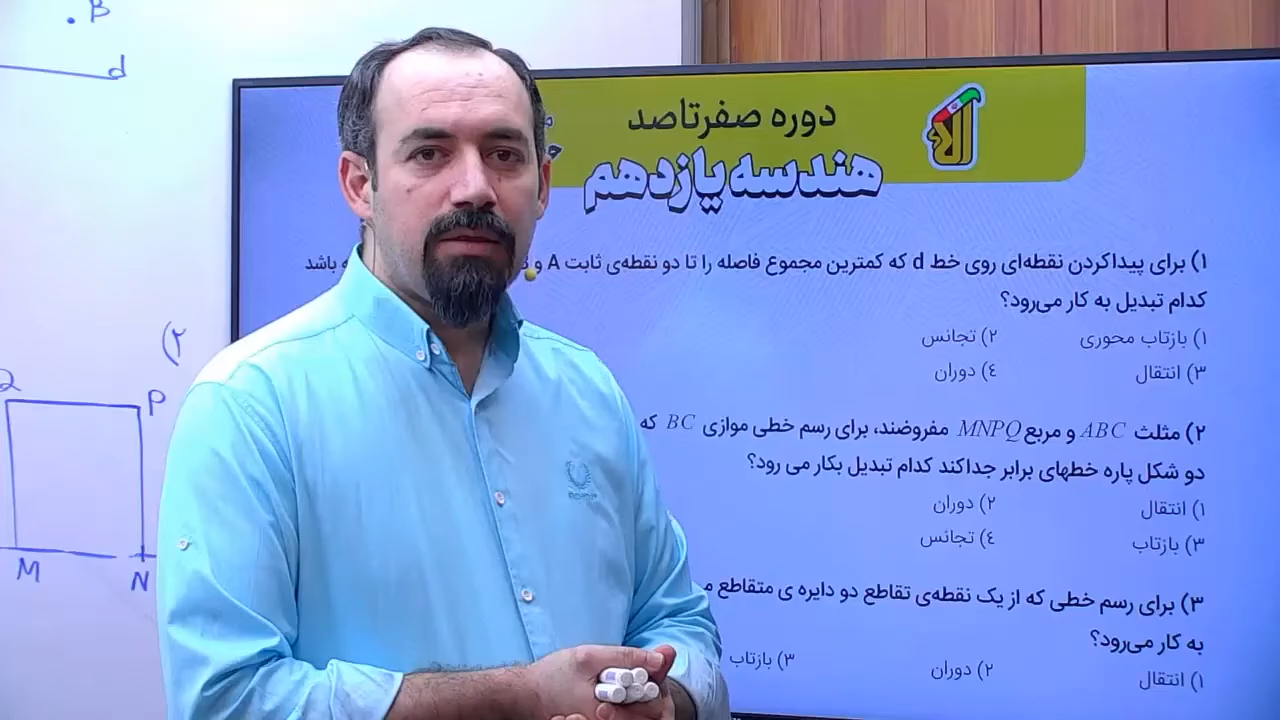 B
d
دوره صفرتاصد
الا
هندسه یازدهم
۱) برای پیداکردن نقطه‌ای روی خط d که کمترین مجموع فاصله را تا دو نقطه‌ی ثابت A و باشد
کدام تبدیل به کار می‌رود؟
۱) بازتاب محوری ۲) تجانس
۳) انتقال ٤) دوران
۲) مثلث ABC و مربع MNPQ مفروضند، برای رسم خطی موازی BC که
دو شکل پاره خطهای برابر جداکند کدام تبدیل بکار می رود؟
۱) انتقال ۲) دوران
۳) بازتاب ٤) تجانس
۳) برای رسم خطی که از یک نقطه‌ی تقاطع دو دایره ی متقاطع
به کار می‌رود؟
۱) انتقال ۲) دوران ۳) بازتاب
۲)
Q P
M N